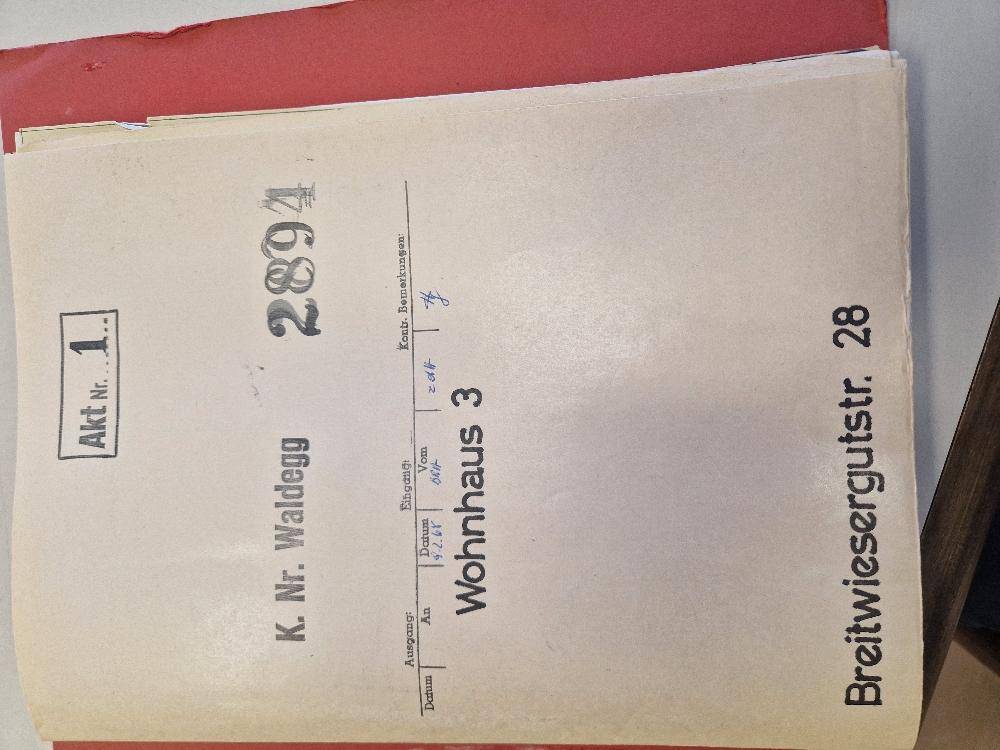 Akt Nr. ...1...
K. Nr. Waldegg 2894
Ausgang: Eingang: Kontr. Bemerkungen:
Datum An Datum Vom
Wohnhaus 3
Breitwiesergutstr. 28